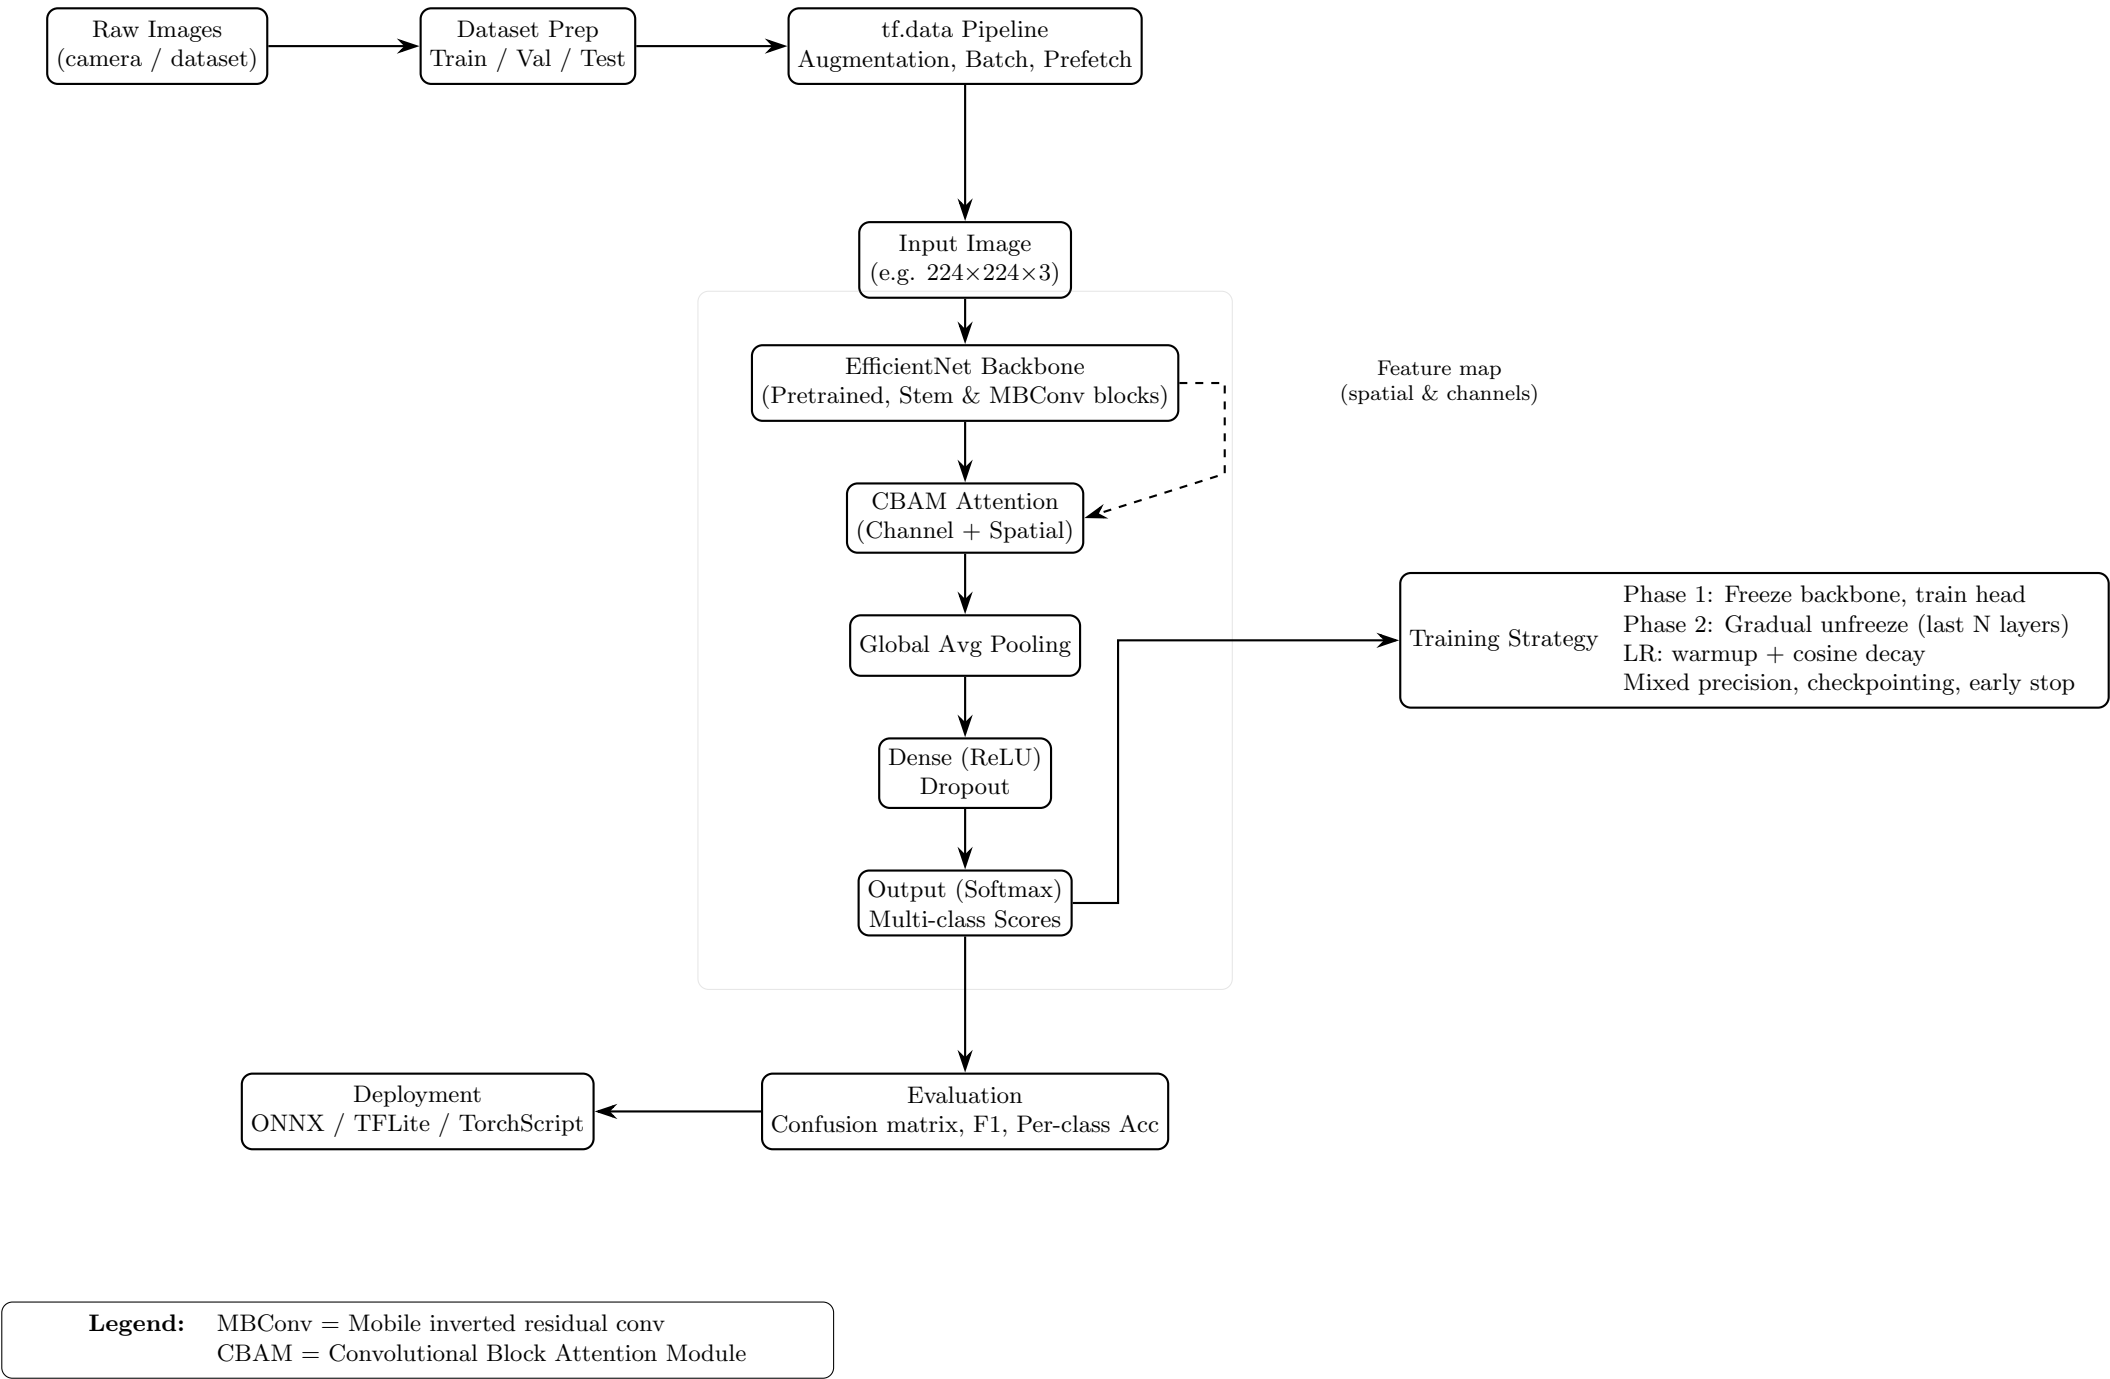 Raw Images
(camera / dataset)
Dataset Prep
Train / Val / Test
tf.data Pipeline
Augmentation, Batch, Prefetch
Input Image
(e.g. 224×224×3)
EfficientNet Backbone
(Pretrained, Stem & MBConv blocks)
Feature map
(spatial & channels)
CBAM Attention
(Channel + Spatial)
Global Avg Pooling
Training Strategy
Phase 1: Freeze backbone, train head
Phase 2: Gradual unfreeze (last N layers)
LR: warmup + cosine decay
Mixed precision, checkpointing, early stop
Dense (ReLU)
Dropout
Output (Softmax)
Multi-class Scores
Deployment
ONNX / TFLite / TorchScript
Evaluation
Confusion matrix, F1, Per-class Acc
Legend: MBConv = Mobile inverted residual conv
CBAM = Convolutional Block Attention Module